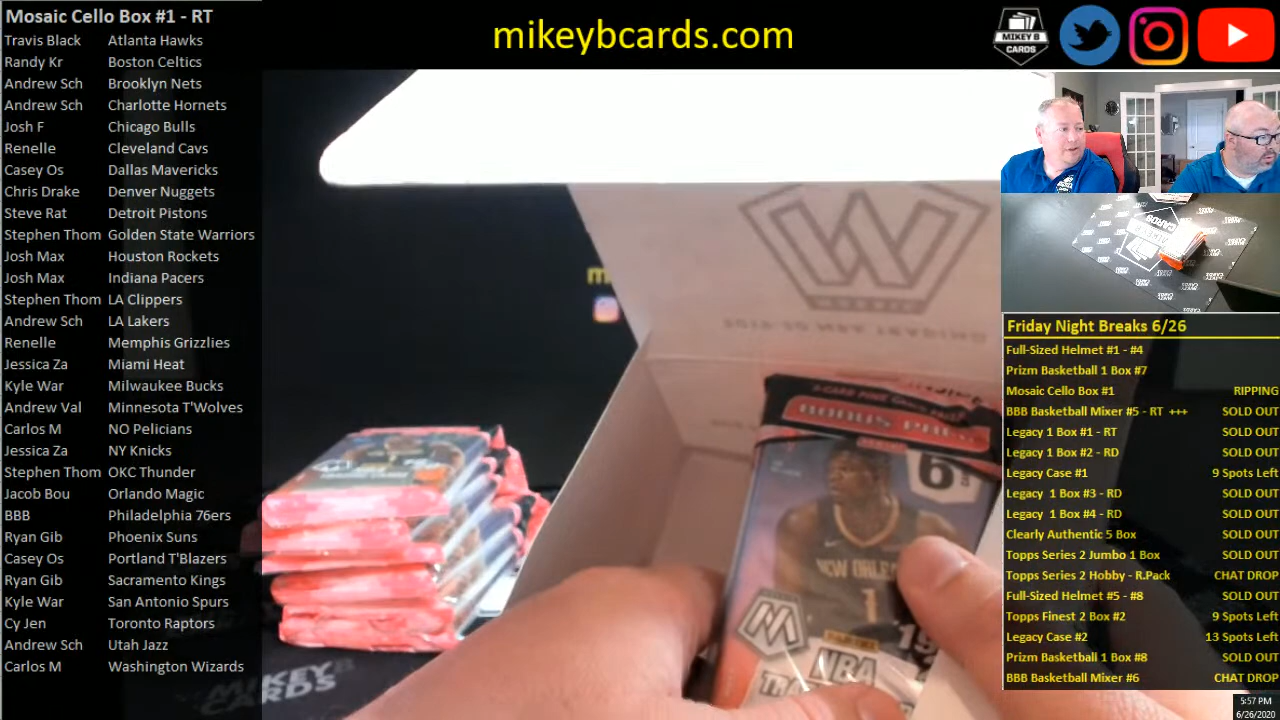 Mosaic Cello Box #1 - RT
Travis Black Atlanta Hawks
Randy Kr Boston Celtics
Andrew Sch Brooklyn Nets
Andrew Sch Charlotte Hornets
Josh F Chicago Bulls
Renelle Cleveland Cavs
Casey Os Dallas Mavericks
Chris Drake Denver Nuggets
Steve Rat Detroit Pistons
Stephen Thom Golden State Warriors
Josh Max Houston Rockets
Josh Max Indiana Pacers
Stephen Thom LA Clippers
Andrew Sch LA Lakers
Renelle Memphis Grizzlies
Jessica Za Miami Heat
Kyle War Milwaukee Bucks
Andrew Val Minnesota T'Wolves
Carlos M NO Pelicians
Jessica Za NY Knicks
Stephen Thom OKC Thunder
Jacob Bou Orlando Magic
BBB Philadelphia 76ers
Ryan Gib Phoenix Suns
Casey Os Portland T'Blazers
Ryan Gib Sacramento Kings
Kyle War San Antonio Spurs
Cy Jen Toronto Raptors
Andrew Sch Utah Jazz
Carlos M Washington Wizards
mikeybcards.com
MIKEY B
CARDS
BONUS PACK
6
NEW ORLE
1
PANINI
NBA
MIKEY B
CARDS
Friday Night Breaks 6/26
Full-Sized Helmet #1 - #4
Prizm Basketball 1 Box #7
Mosaic Cello Box #1 RIPPING
BBB Basketball Mixer #5 - RT +++ SOLD OUT
Legacy 1 Box #1 - RT SOLD OUT
Legacy 1 Box #2 - RD SOLD OUT
Legacy Case #1 9 Spots Left
Legacy 1 Box #3 - RD SOLD OUT
Legacy 1 Box #4 - RD SOLD OUT
Clearly Authentic 5 Box SOLD OUT
Topps Series 2 Jumbo 1 Box SOLD OUT
Topps Series 2 Hobby - R.Pack CHAT DROP
Full-Sized Helmet #5 - #8 SOLD OUT
Topps Finest 2 Box #2 9 Spots Left
Legacy Case #2 13 Spots Left
Prizm Basketball 1 Box #8 SOLD OUT
BBB Basketball Mixer #6 CHAT DROP
5:57 PM
6/26/2020